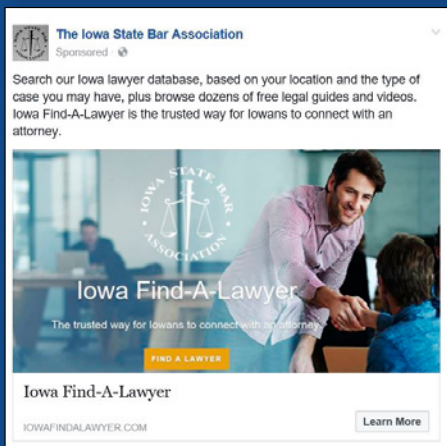 The Iowa State Bar Association
Sponsored
Search our Iowa lawyer database, based on your location and the type of
case you may have, plus browse dozens of free legal guides and videos.
Iowa Find-A-Lawyer is the trusted way for Iowans to connect with an
attorney.
IOWA STATE BAR
ASSOCIATION
Iowa Find-A-Lawyer
The trusted way for Iowans to connect with an attorney.
FIND A LAWYER
Iowa Find-A-Lawyer
IOWAFINDALAWYER.COM
Learn More